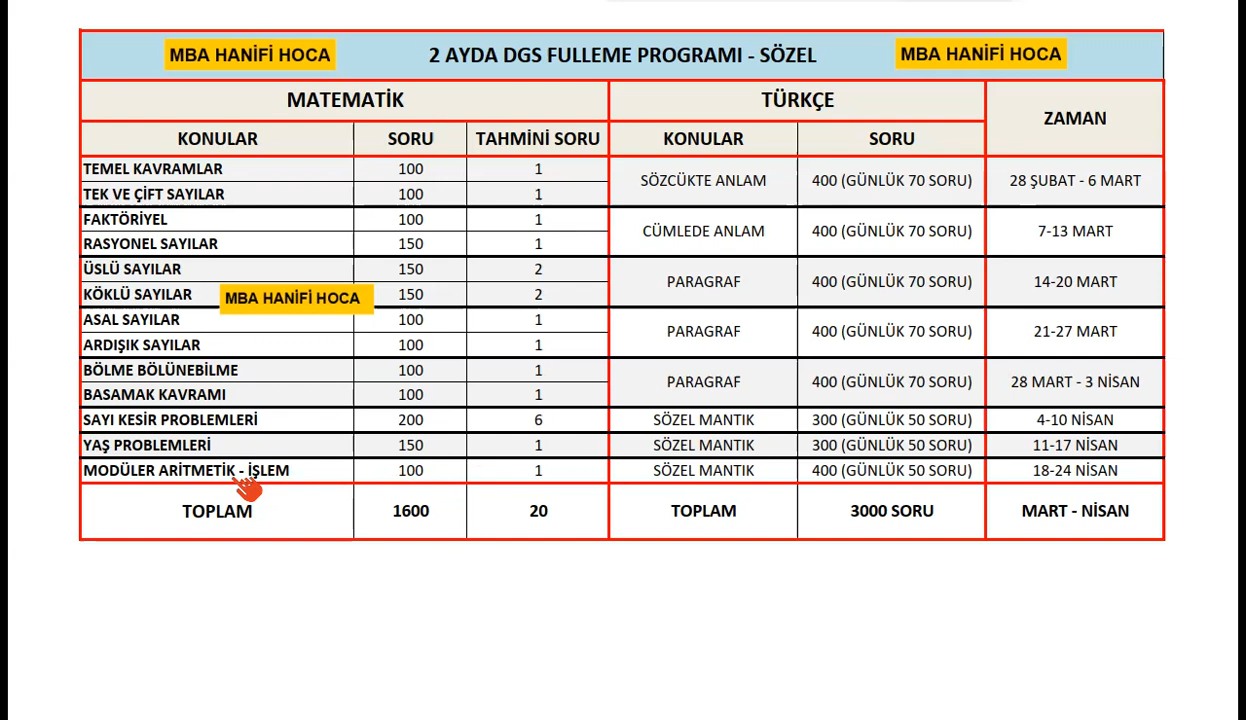 MBA HANİFİ HOCA 2 AYDA DGS FULLEME PROGRAMI - SÖZEL MBA HANİFİ HOCA
MATEMATİK TÜRKÇE ZAMAN
KONULAR SORU TAHMİNİ SORU KONULAR SORU
TEMEL KAVRAMLAR 100 1 SÖZCÜKTE ANLAM 400 (GÜNLÜK 70 SORU) 28 ŞUBAT - 6 MART
TEK VE ÇİFT SAYILAR 100 1
FAKTÖRİYEL 100 1 CÜMLEDE ANLAM 400 (GÜNLÜK 70 SORU) 7-13 MART
RASYONEL SAYILAR 150 1
ÜSLÜ SAYILAR 150 2 PARAGRAF 400 (GÜNLÜK 70 SORU) 14-20 MART
KÖKLÜ SAYILAR MBA HANİFİ HOCA 150 2
ASAL SAYILAR 100 1 PARAGRAF 400 (GÜNLÜK 70 SORU) 21-27 MART
ARDIŞIK SAYILAR 100 1
BÖLME BÖLÜNEBİLME 100 1 PARAGRAF 400 (GÜNLÜK 70 SORU) 28 MART - 3 NİSAN
BASAMAK KAVRAMI 100 1
SAYI KESİR PROBLEMLERİ 200 6 SÖZEL MANTIK 300 (GÜNLÜK 50 SORU) 4-10 NİSAN
YAŞ PROBLEMLERİ 150 1 SÖZEL MANTIK 300 (GÜNLÜK 50 SORU) 11-17 NİSAN
MODÜLER ARİTMETİK - İŞLEM 100 1 SÖZEL MANTIK 400 (GÜNLÜK 50 SORU) 18-24 NİSAN
TOPLAM 1600 20 TOPLAM 3000 SORU MART - NİSAN